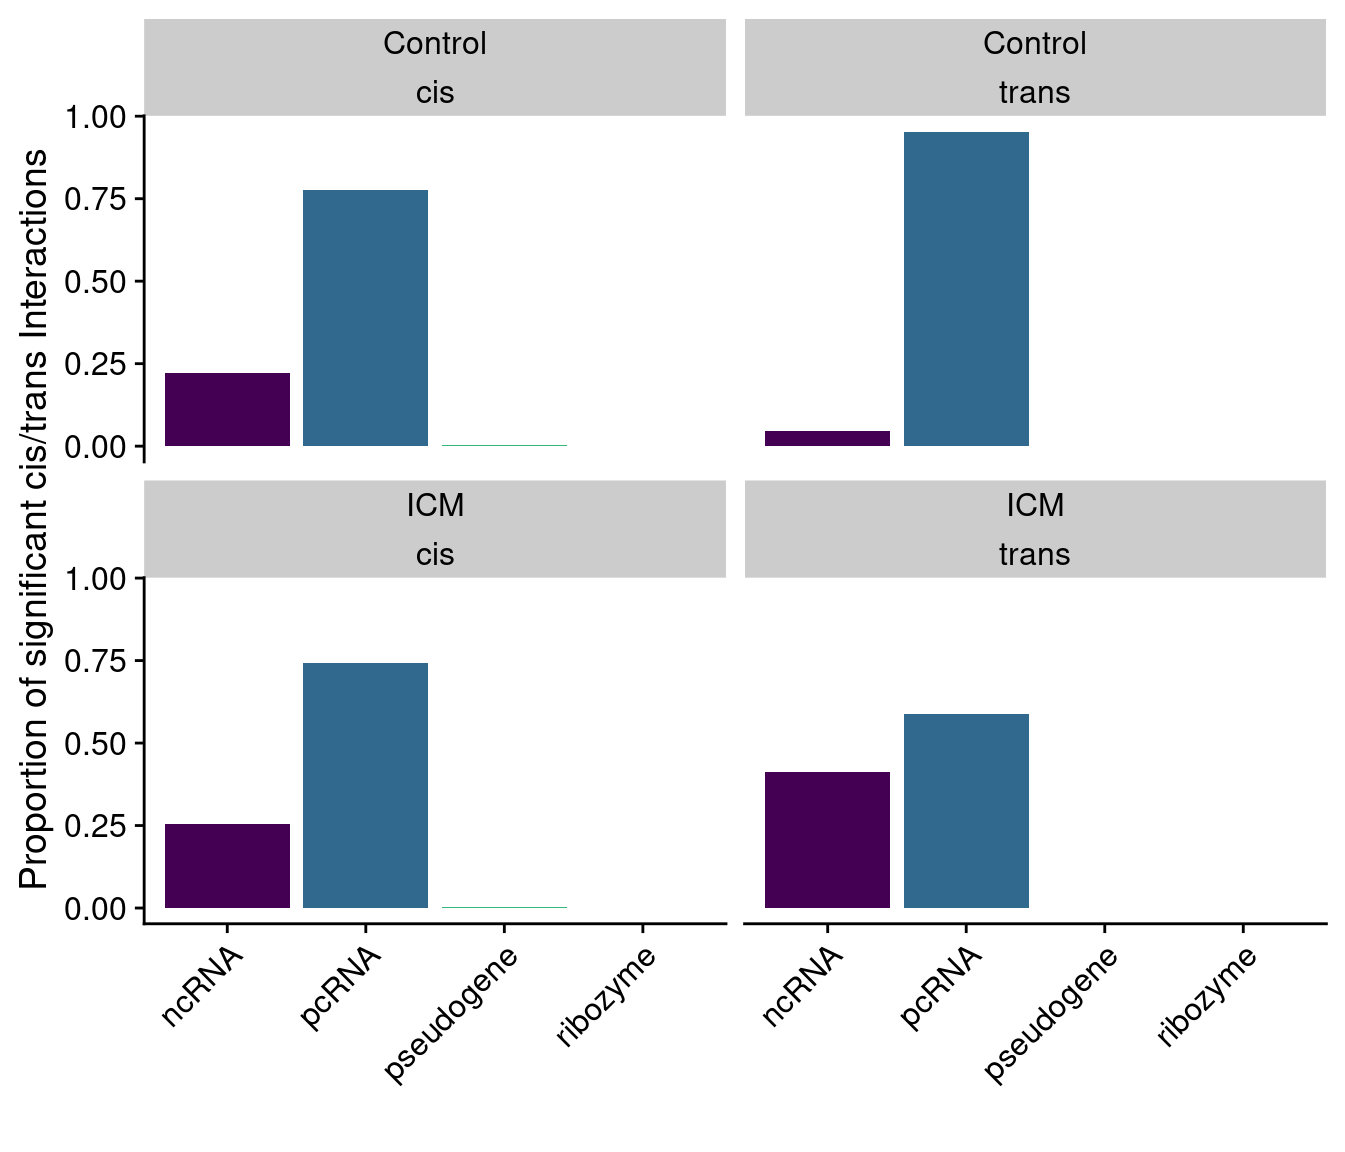 Control
cis
Control
trans
1.00
0.75
0.50
0.25
0.00
ICM
cis
ICM
trans
1.00
0.75
0.50
0.25
0.00
ncRNA
pcRNA
pseudogene
ribozyme
ncRNA
pcRNA
pseudogene
ribozyme
Proportion of significant cis/trans Interactions